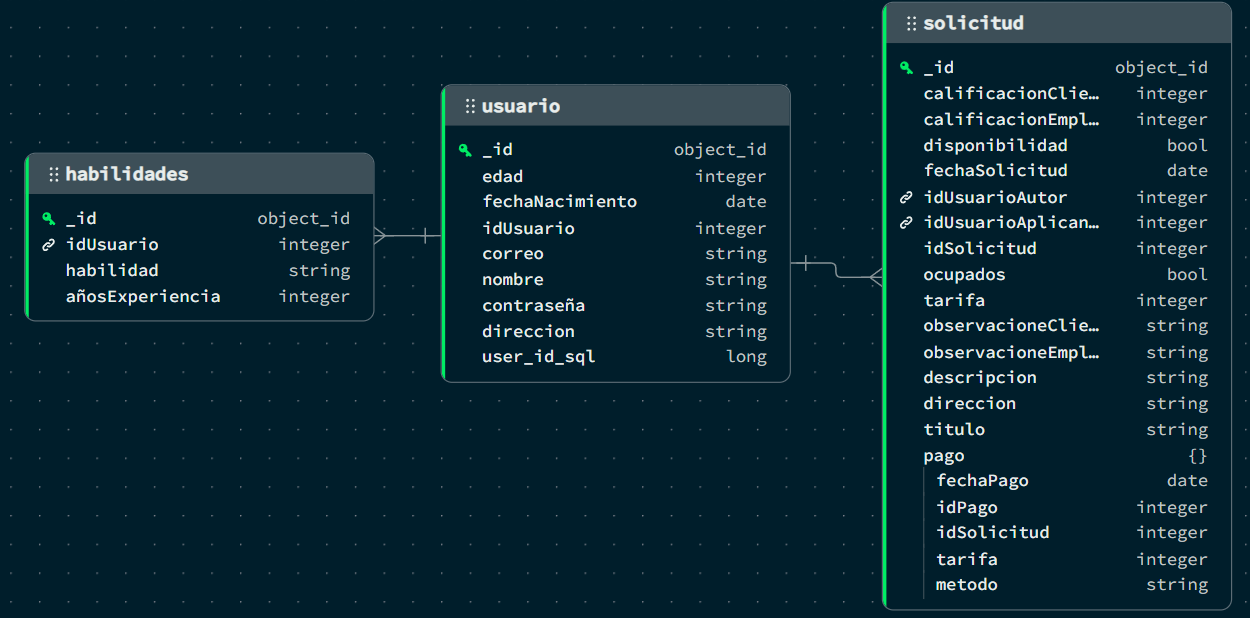 habilidades
_id object_id
idUsuario integer
habilidad string
añosExperiencia integer
usuario
_id object_id
edad integer
fechaNacimiento date
idUsuario integer
correo string
nombre string
contraseña string
direccion string
user_id_sql long
solicitud
_id object_id
calificacionClie… integer
calificacionEmpl… integer
disponibilidad bool
fechaSolicitud date
idUsuarioAutor integer
idUsuarioAplican… integer
idSolicitud integer
ocupados bool
tarifa integer
observacioneClie… string
observacioneEmpl… string
descripcion string
direccion string
titulo string
pago {}
fechaPago date
idPago integer
idSolicitud integer
tarifa integer
metodo string